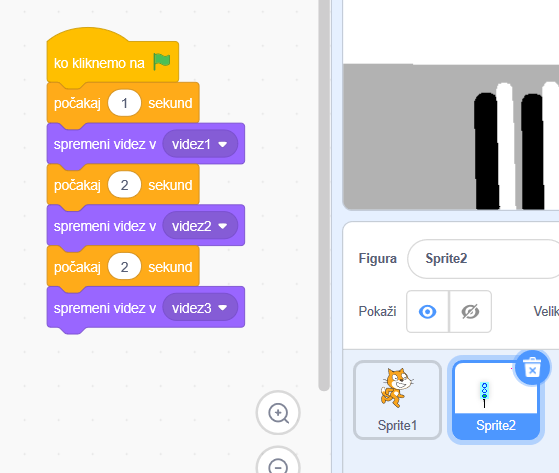 ko kliknemo na
počakaj 1 sekund
spremeni videz v videz1
počakaj 2 sekund
spremeni videz v videz2
počakaj 2 sekund
spremeni videz v videz3
Figura Sprite2
Pokaži
Sprite1 Sprite2